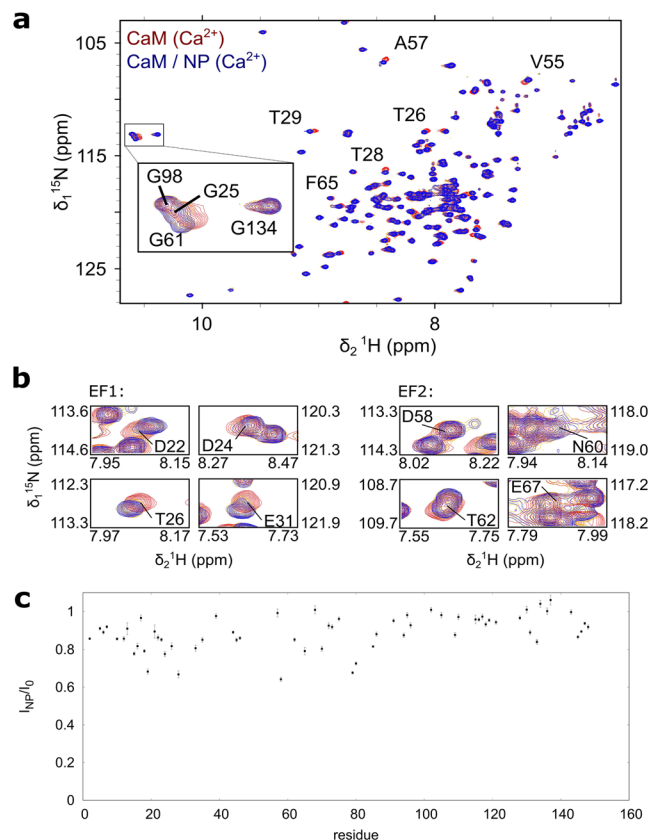 a
CaM (Ca2+)
CaM / NP (Ca2+)
103
115
125
δ1 15N (ppm)
A57
V55
T29
T26
T28
F65
G98
G25
G61
G134
10
8
δ2 1H (ppm)
b
EF1:
EF2:
δ1 15N (ppm)
113.6
114.6
D22
7.95
8.15
D24
120.3
121.3
8.27
8.47
113.3
114.3
D58
8.02
8.22
N60
118.0
119.0
7.94
8.14
112.3
113.3
T26
7.97
8.17
E31
120.9
121.9
7.53
7.73
108.7
109.7
T62
7.55
7.75
E67
117.2
118.2
7.79
7.99
δ2 1H (ppm)
δ2 1H (ppm)
c
INP/I0
1
0.8
0.6
0.4
0.2
0
0
20
40
60
80
100
120
140
160
residue